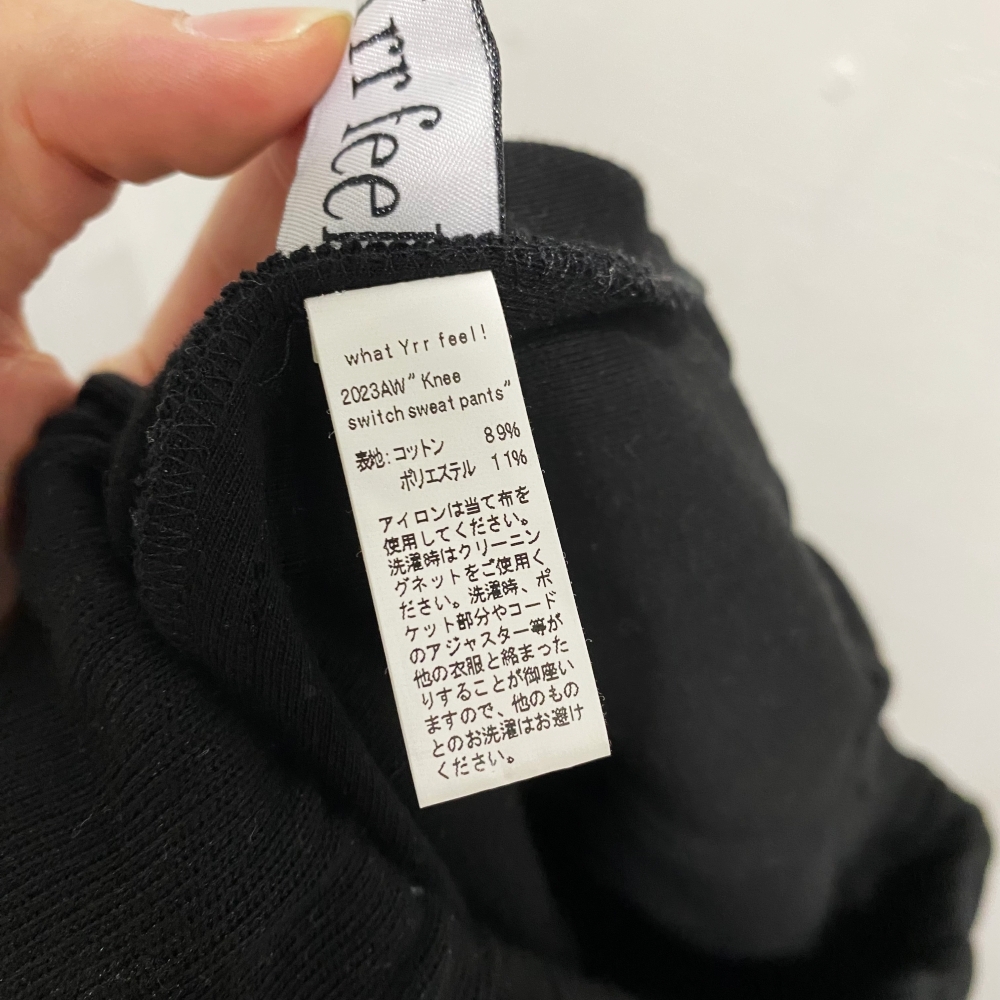 rr feel
what Yrr feel!
2023AW" Knee
switch sweat pants"
表地:コットン 89%
ポリエステル 11%
アイロンは当て布を
使用してください。
洗濯時はクリーニン
グネットをご使用く
ださい。洗濯時、ポ
ケット部分やコード
のアジャスター等が
他の衣服と絡まった
りすることが御座い
ますので、他のもの
とのお洗濯はお避け
ください。